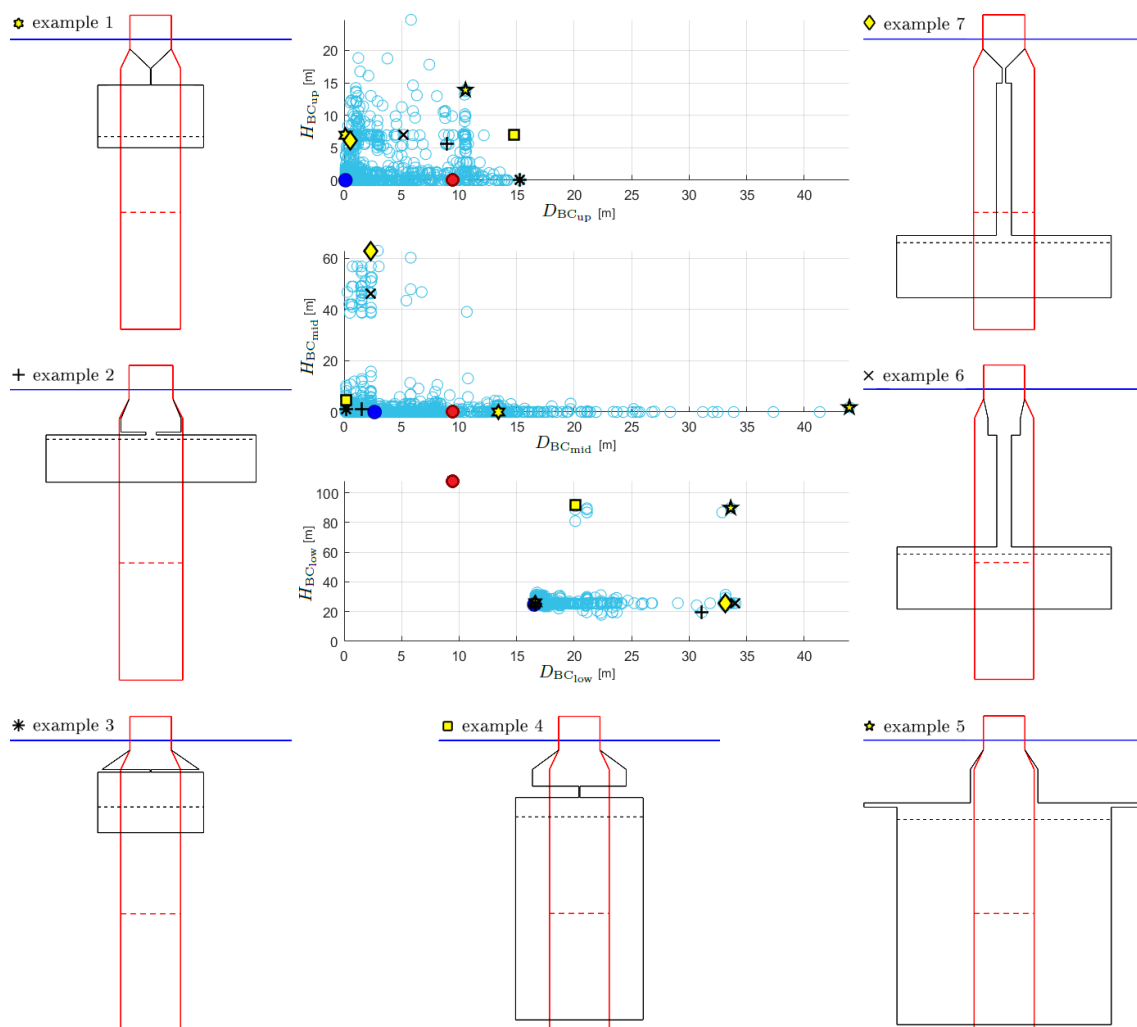 example 1
example 7
H_BC_up [m]
20
15
10
5
0
0 5 10 15 20 25 30 35 40
D_BC_up [m]
example 2
example 6
H_BC_mid [m]
60
40
20
0
0 5 10 15 20 25 30 35 40
D_BC_mid [m]
H_BC_low [m]
100
80
60
40
20
0
0 5 10 15 20 25 30 35 40
D_BC_low [m]
example 3
example 4
example 5